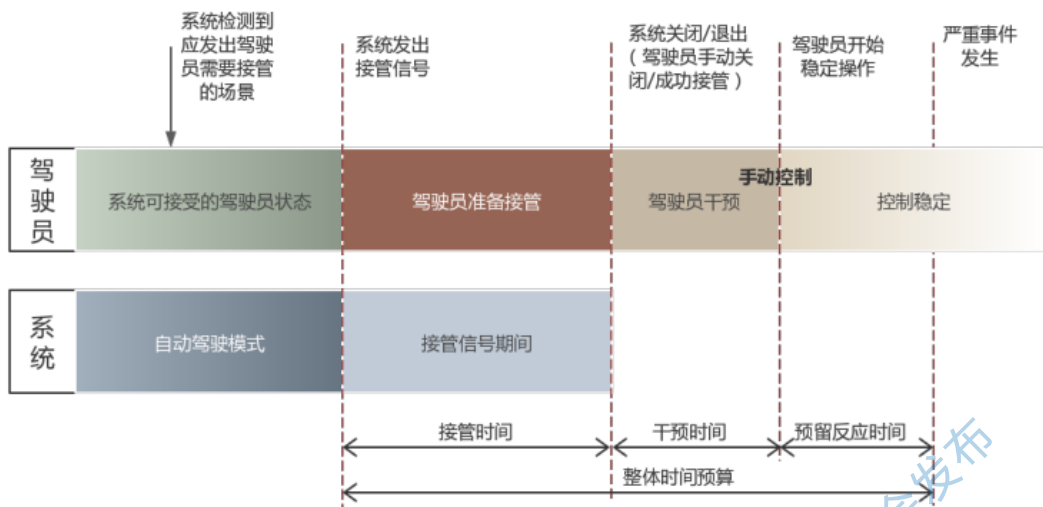 系统检测到
应发出驾驶
员需要接管
的场景
系统发出
接管信号
系统关闭/退出
(驾驶员手动关
闭/成功接管)
驾驶员开始
稳定操作
严重事件
发生
驾驶员
系统可接受的驾驶员状态
驾驶员准备接管
驾驶员干预
手动控制
控制稳定
系统
自动驾驶模式
接管信号期间
接管时间
干预时间
预留反应时间
整体时间预算
发布